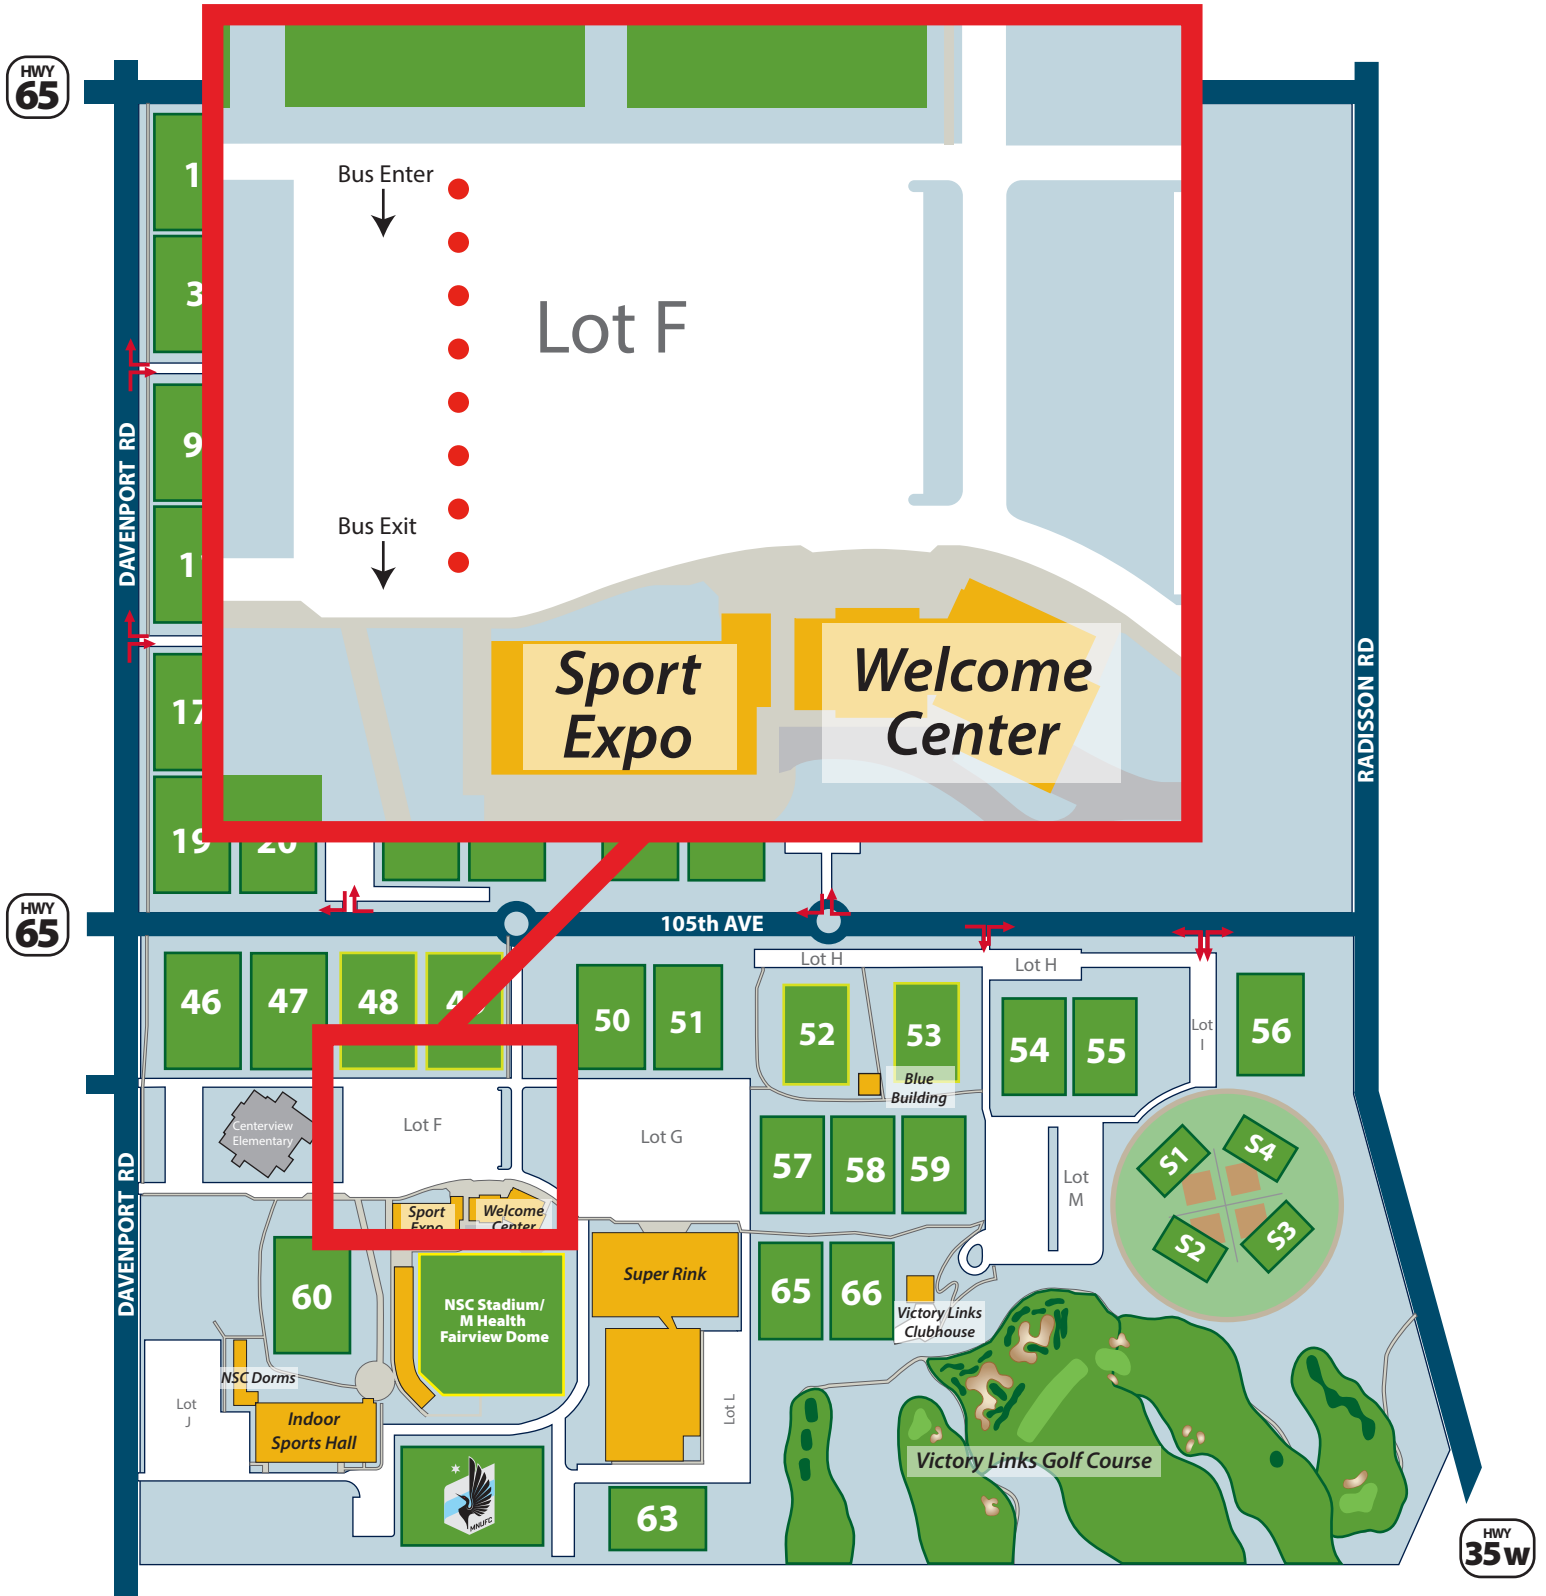 HWY
65
1
3
9
11
17
19
20
DAVENPORT RD
Bus Enter
Lot F
Bus Exit
Sport
Expo
Welcome
Center
RADISSON RD
HWY
65
105th AVE
46
47
48
50
51
Lot H
Lot H
52
53
54
55
Lot
I
56
Blue
Building
Centerview
Elementary
Lot F
Lot G
57
58
59
Lot
M
S1
S4
S2
S3
DAVENPORT RD
Sport
Expo
Welcome
Center
60
NSC Stadium/
M Health
Fairview Dome
Super Rink
65
66
Victory Links
Clubhouse
NSC Dorms
Lot
J
Indoor
Sports Hall
Lot L
Victory Links Golf Course
MNUFC
63
HWY
35W